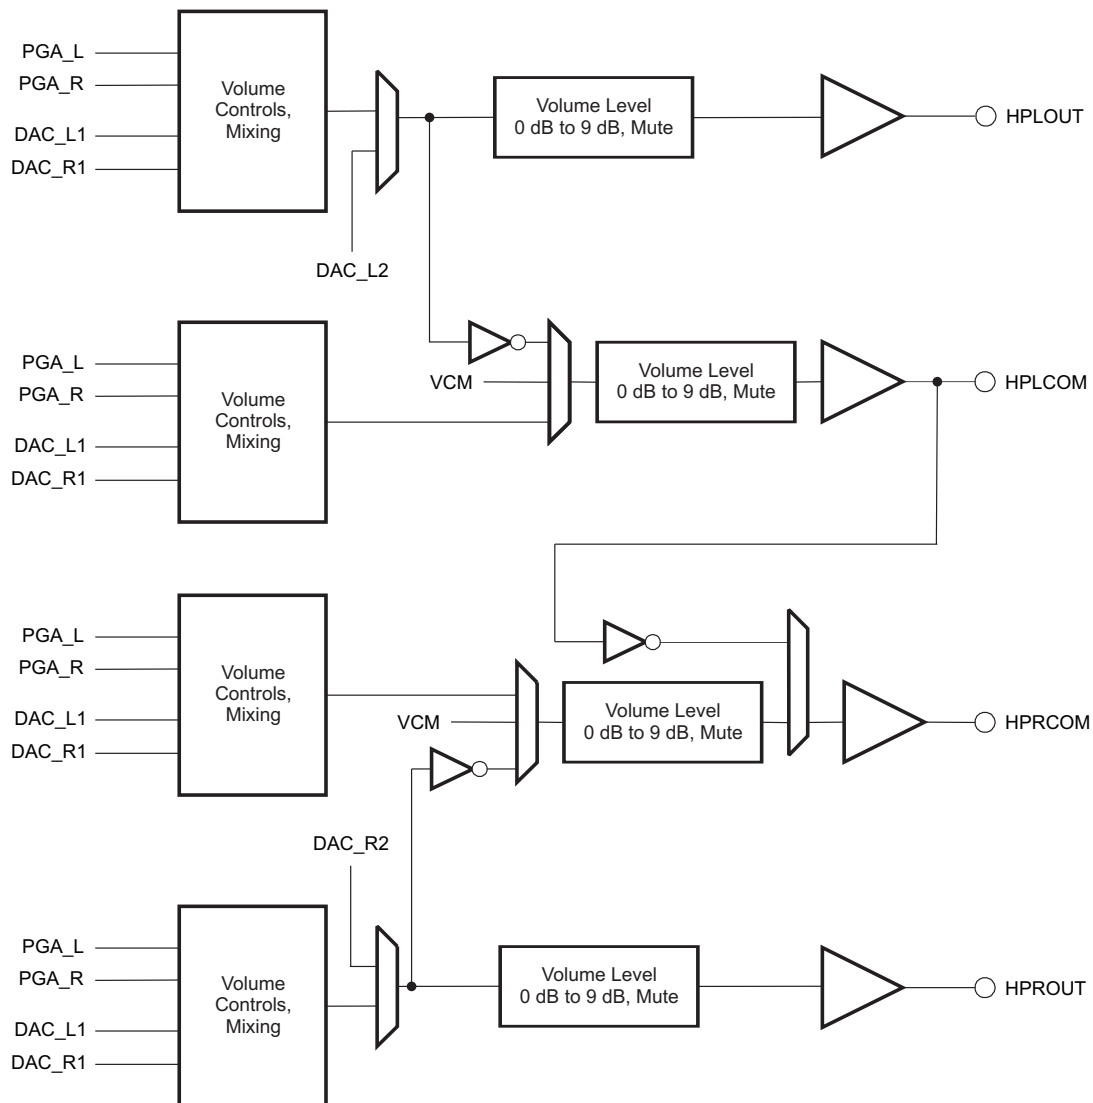 PGA_L
PGA_R
DAC_L1
DAC_R1
Volume
Controls,
Mixing
DAC_L2
Volume Level
0 dB to 9 dB, Mute
HPLOUT
PGA_L
PGA_R
DAC_L1
DAC_R1
Volume
Controls,
Mixing
VCM
Volume Level
0 dB to 9 dB, Mute
HPLCOM
PGA_L
PGA_R
DAC_L1
DAC_R1
Volume
Controls,
Mixing
VCM
Volume Level
0 dB to 9 dB, Mute
HPRCOM
DAC_R2
PGA_L
PGA_R
DAC_L1
DAC_R1
Volume
Controls,
Mixing
Volume Level
0 dB to 9 dB, Mute
HPROUT